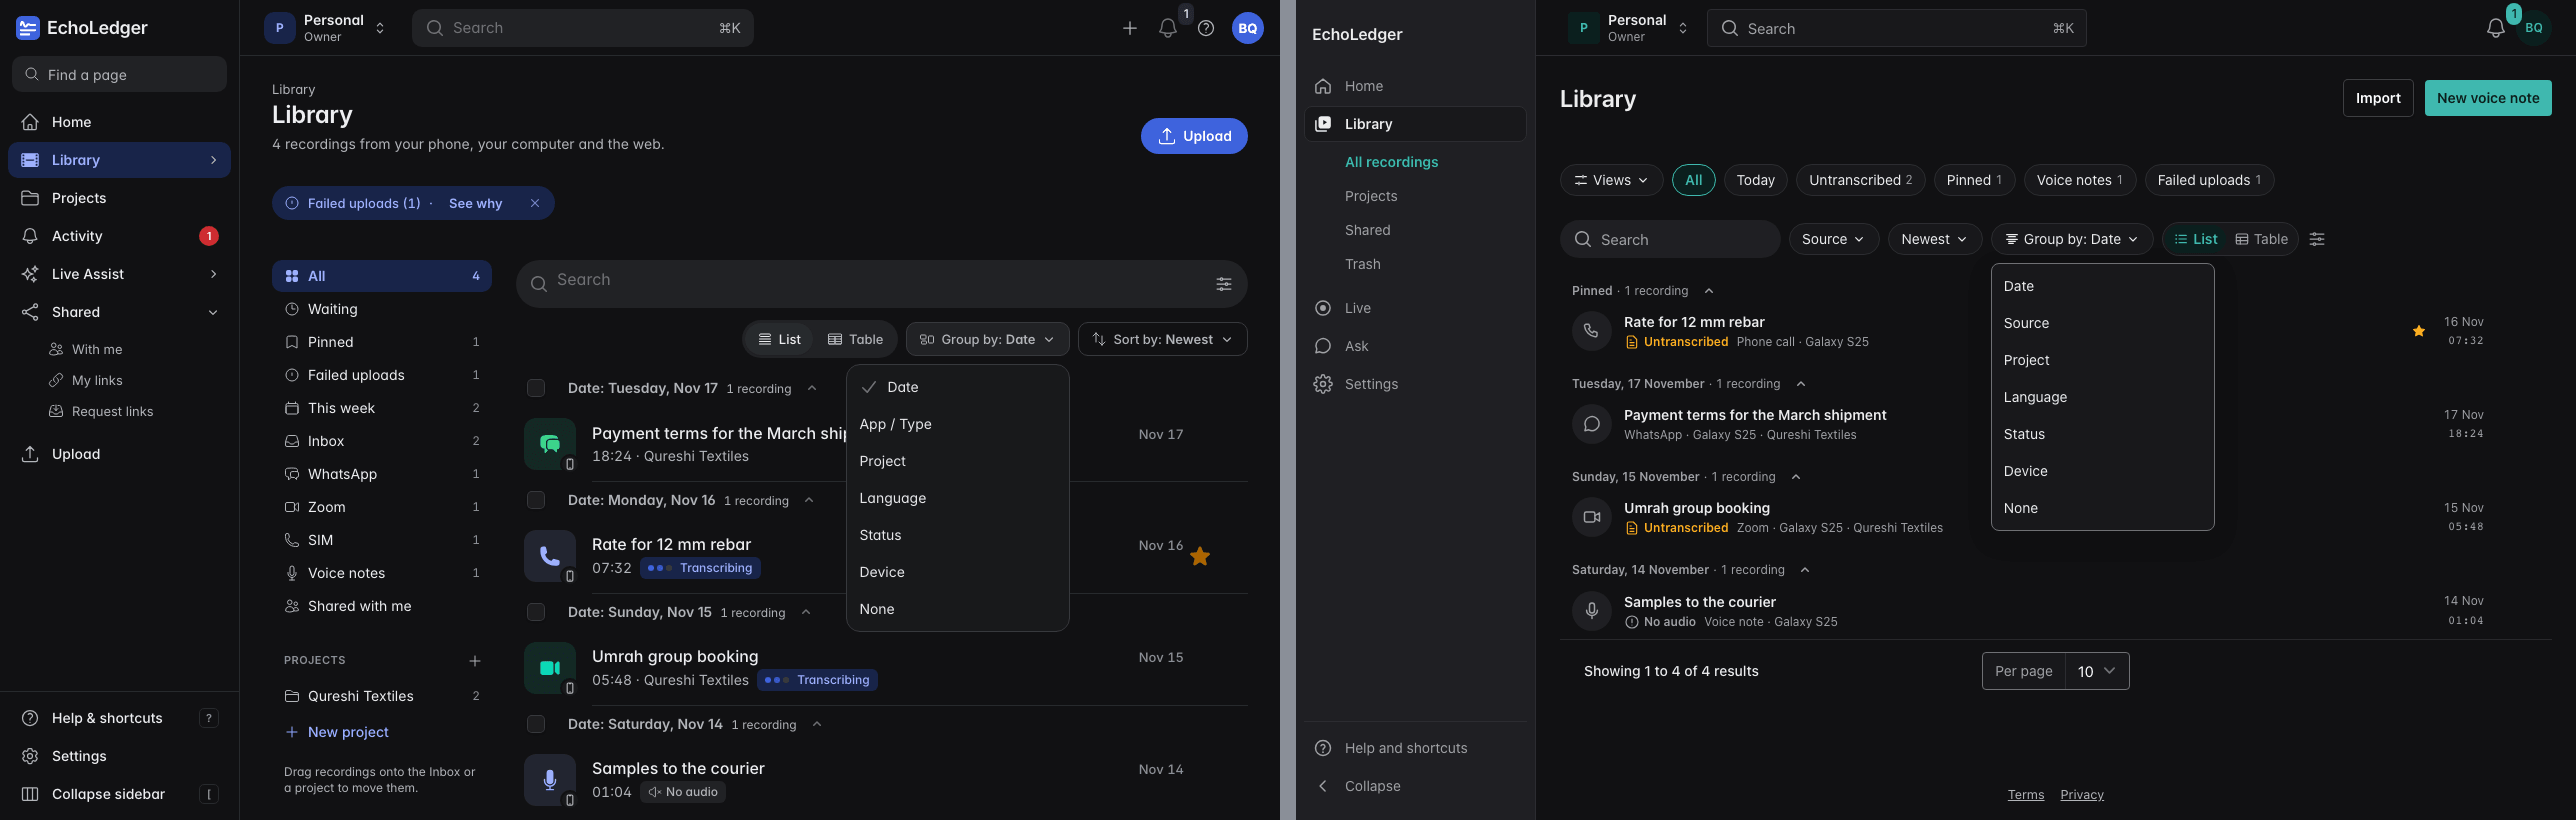 EchoLedger
Find a page
Home
Library
Projects
Activity 1
Live Assist
Shared
With me
My links
Request links
Upload
Help & shortcuts ?
Settings
Collapse sidebar [
P Personal
Owner
Search ⌘K
1
BQ
Library
Library
4 recordings from your phone, your computer and the web.
Upload
Failed uploads (1) · See why
All 4
Waiting
Pinned 1
Failed uploads 1
This week 2
Inbox 2
WhatsApp 1
Zoom 1
SIM 1
Voice notes 1
Shared with me
PROJECTS
Qureshi Textiles 2
New project
Drag recordings onto the Inbox or
a project to move them.
Search
List Table Group by: Date Sort by: Newest
Date
App / Type
Project
Language
Status
Device
None
Date: Tuesday, Nov 17 1 recording
Payment terms for the March ship
18:24 · Qureshi Textiles
Nov 17
Date: Monday, Nov 16 1 recording
Rate for 12 mm rebar
07:32 Transcribing
Nov 16
Date: Sunday, Nov 15 1 recording
Umrah group booking
05:48 · Qureshi Textiles Transcribing
Nov 15
Date: Saturday, Nov 14 1 recording
Samples to the courier
01:04 No audio
Nov 14
EchoLedger
Home
Library
All recordings
Projects
Shared
Trash
Live
Ask
Settings
Help and shortcuts
Collapse
P Personal
Owner
Search ⌘K
1
BQ
Library
Import New voice note
Views All Today Untranscribed 2 Pinned 1 Voice notes 1 Failed uploads 1
Search Source Newest Group by: Date List Table
Date
Source
Project
Language
Status
Device
None
Pinned · 1 recording
Rate for 12 mm rebar
Untranscribed Phone call · Galaxy S25
16 Nov
07:32
Tuesday, 17 November · 1 recording
Payment terms for the March shipment
WhatsApp · Galaxy S25 · Qureshi Textiles
17 Nov
18:24
Sunday, 15 November · 1 recording
Umrah group booking
Untranscribed Zoom · Galaxy S25 · Qureshi Textiles
15 Nov
05:48
Saturday, 14 November · 1 recording
Samples to the courier
No audio Voice note · Galaxy S25
14 Nov
01:04
Showing 1 to 4 of 4 results
Per page 10
Terms Privacy